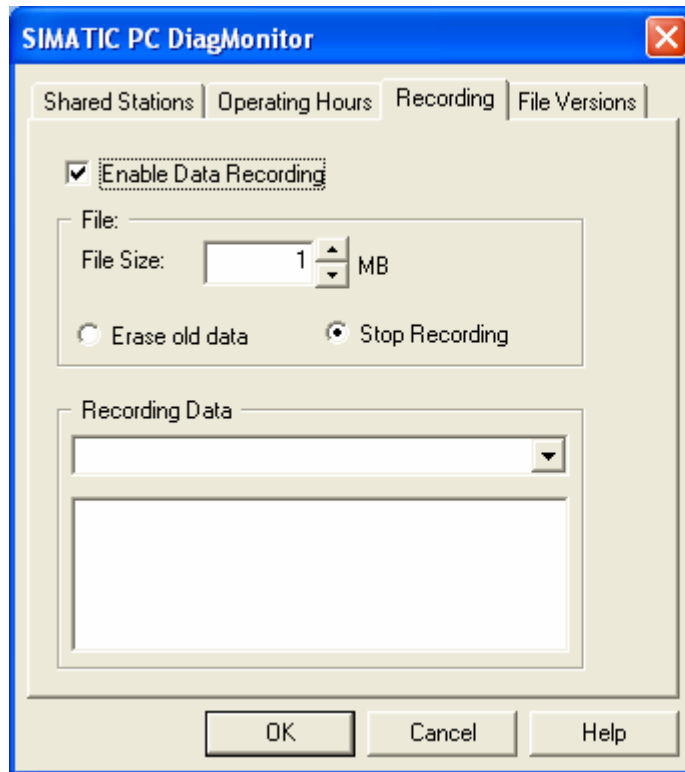 SIMATIC PC DiagMonitor
Shared Stations Operating Hours Recording File Versions
Enable Data Recording
File:
File Size: 1 MB
Erase old data Stop Recording
Recording Data
OK Cancel Help